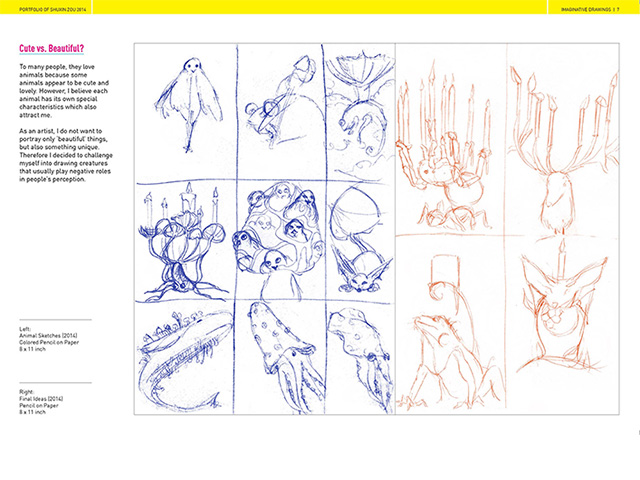 PORTFOLIO OF SHUXIN ZOU 2014
IMAGINATIVE DRAWINGS | 7
Cute vs. Beautiful?
To many people, they love
animals because some
animals appear to be cute and
lovely. However, I believe each
animal has its own special
characteristics which also
attract me.
As an artist, I do not want to
portray only 'beautiful' things,
but also something unique.
Therefore I decided to challenge
myself into drawing creatures
that usually play negative roles
in people's perception.
Left:
Animal Sketches (2014)
Colored Pencil on Paper
8 x 11 inch
Right:
Final Ideas (2014)
Pencil on Paper
8 x 11 inch